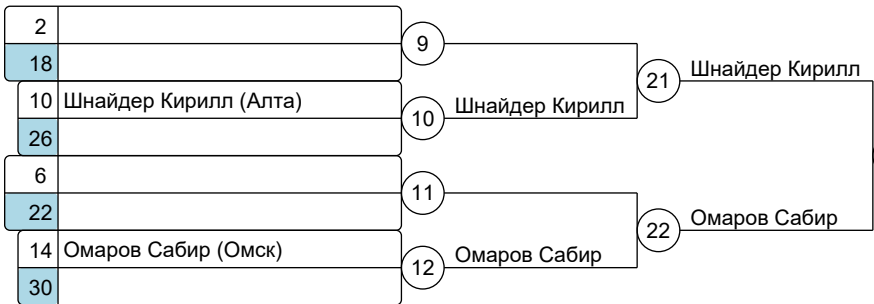 2
9
18
21 Шнайдер Кирилл
10 Шнайдер Кирилл (Алта)
10 Шнайдер Кирилл
26
6
11
22
22 Омаров Сабир
14 Омаров Сабир (Омск)
12 Омаров Сабир
30